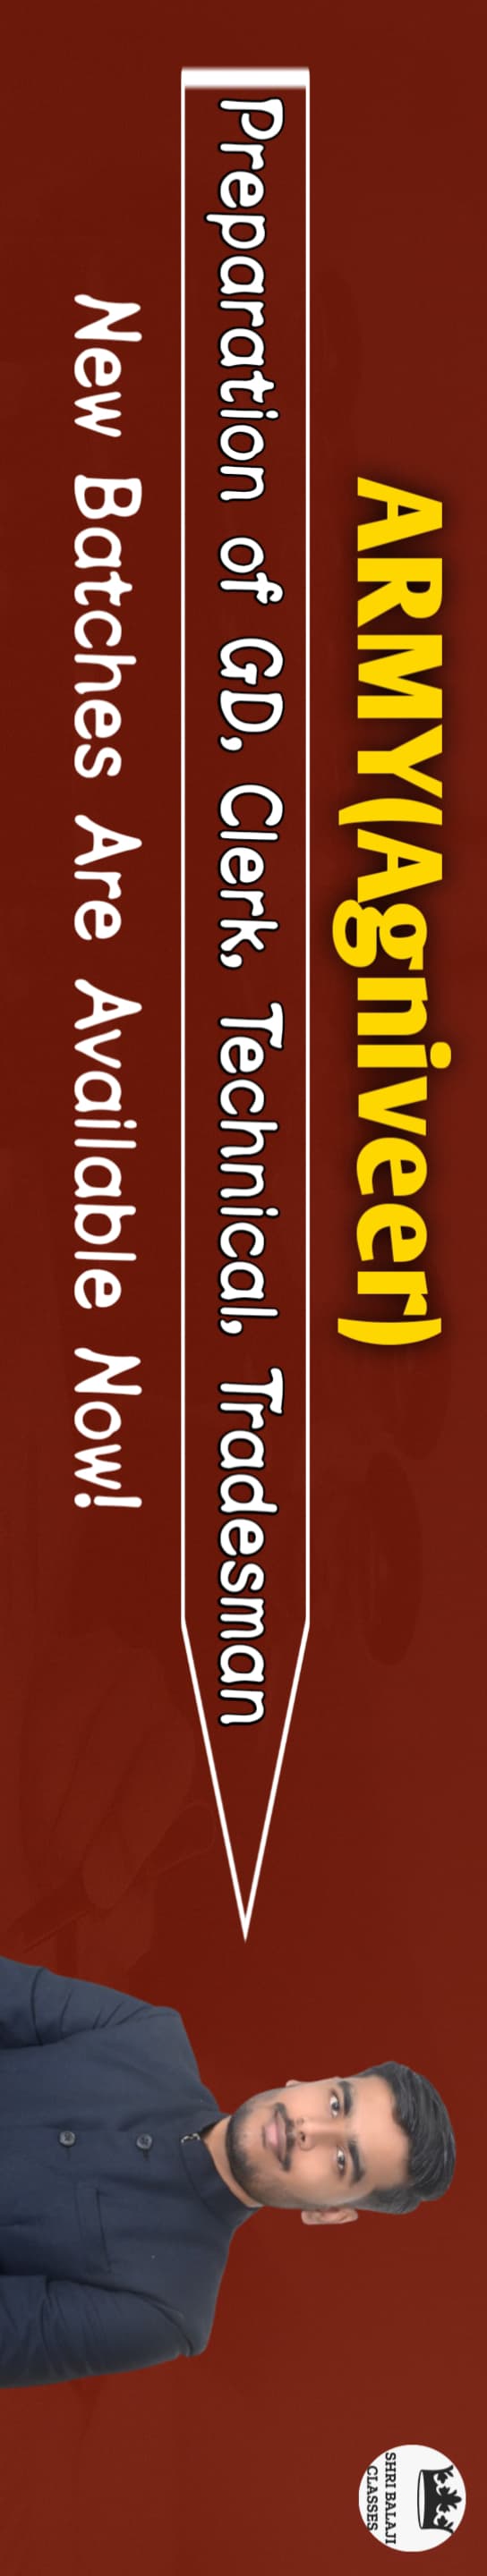 ARMY(Agniveer)
Preparation of GD, Clerk, Technical, Tradesman
New Batches Are Available Now!
SHRI BALAJI
CLASSES